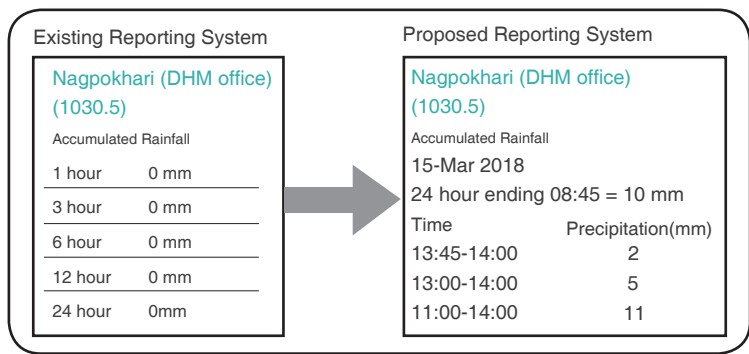 Existing Reporting System
Nagpokhari (DHM office)
(1030.5)
Accumulated Rainfall
1 hour 0 mm
3 hour 0 mm
6 hour 0 mm
12 hour 0 mm
24 hour 0mm
Proposed Reporting System
Nagpokhari (DHM office)
(1030.5)
Accumulated Rainfall
15-Mar 2018
24 hour ending 08:45 = 10 mm
Time Precipitation(mm)
13:45-14:00 2
13:00-14:00 5
11:00-14:00 11